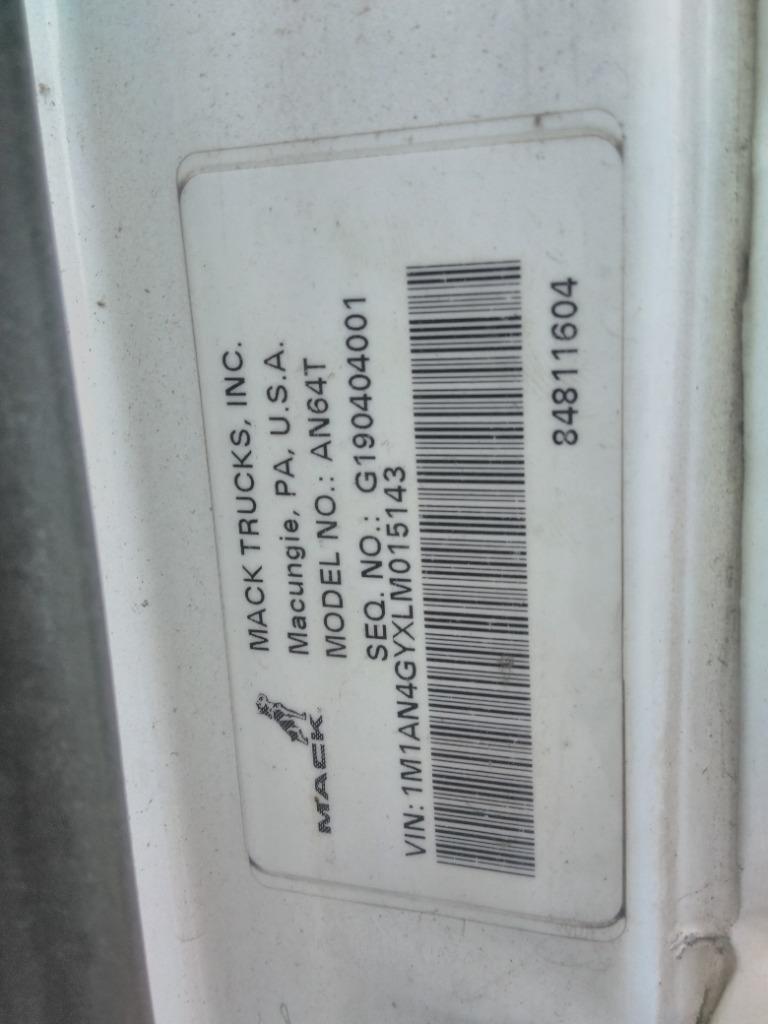 MACK
MACK TRUCKS, INC.
Macungie, PA, U.S.A.
MODEL NO.: AN64T
SEQ. NO.: G190404001
VIN: 1M1AN4GYXLM015143
84811604